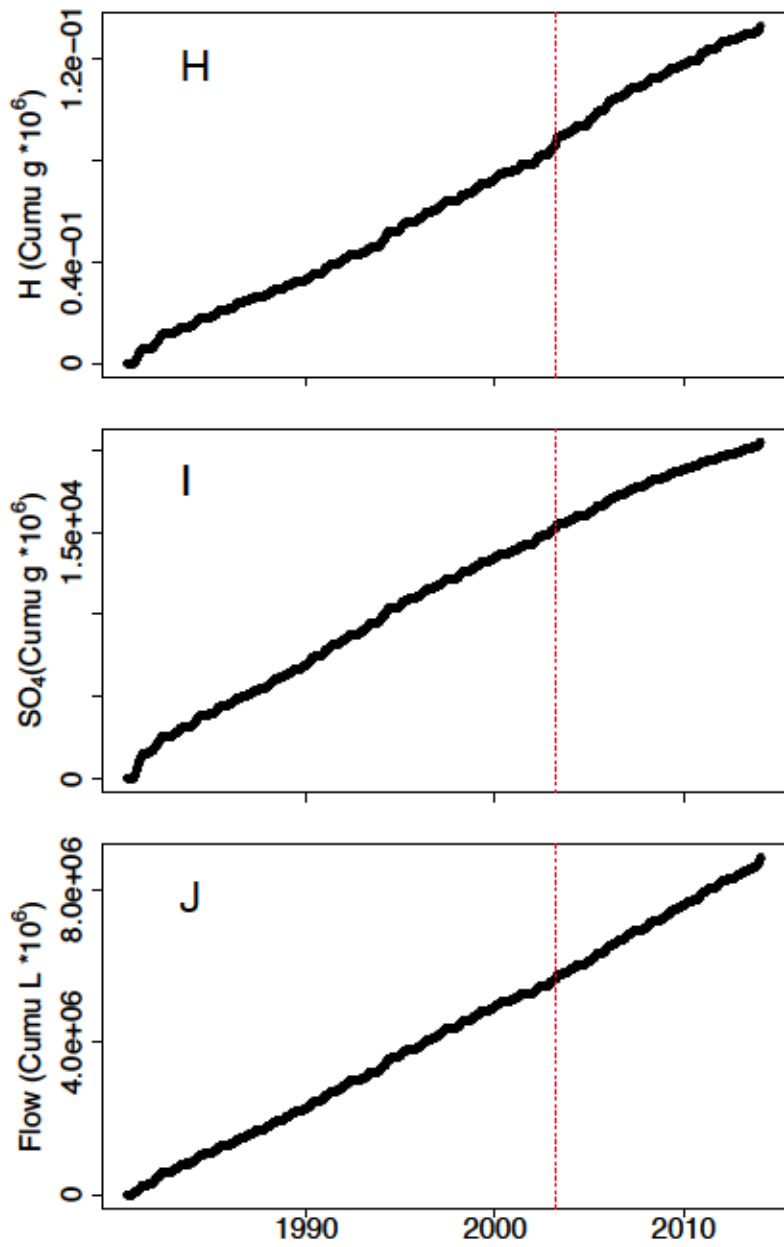 H
H (Cumu g *10⁶)
0 0.4e−01 1.2e−01
I
SO₄(Cumu g *10⁶)
0 1.5e+04
J
Flow (Cumu L *10⁶)
0 4.0e+06 8.0e+06
1990 2000 2010